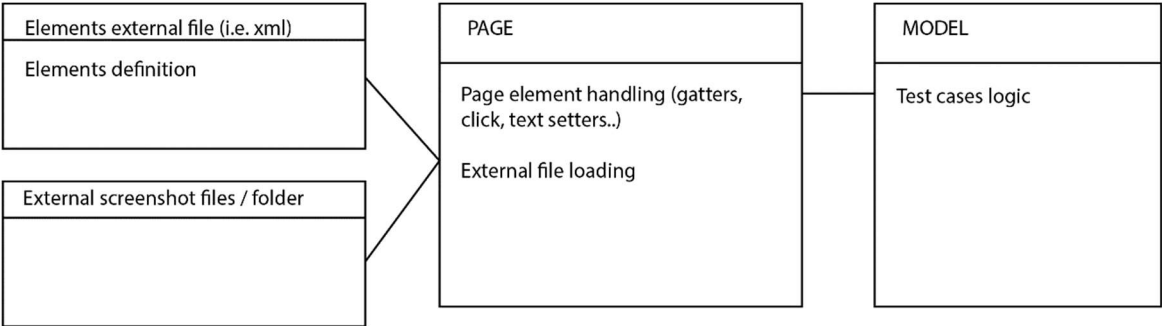 Elements external file (i.e. xml)
Elements definition
External screenshot files / folder
PAGE
Page element handling (gatters,
click, text setters..)
External file loading
MODEL
Test cases logic